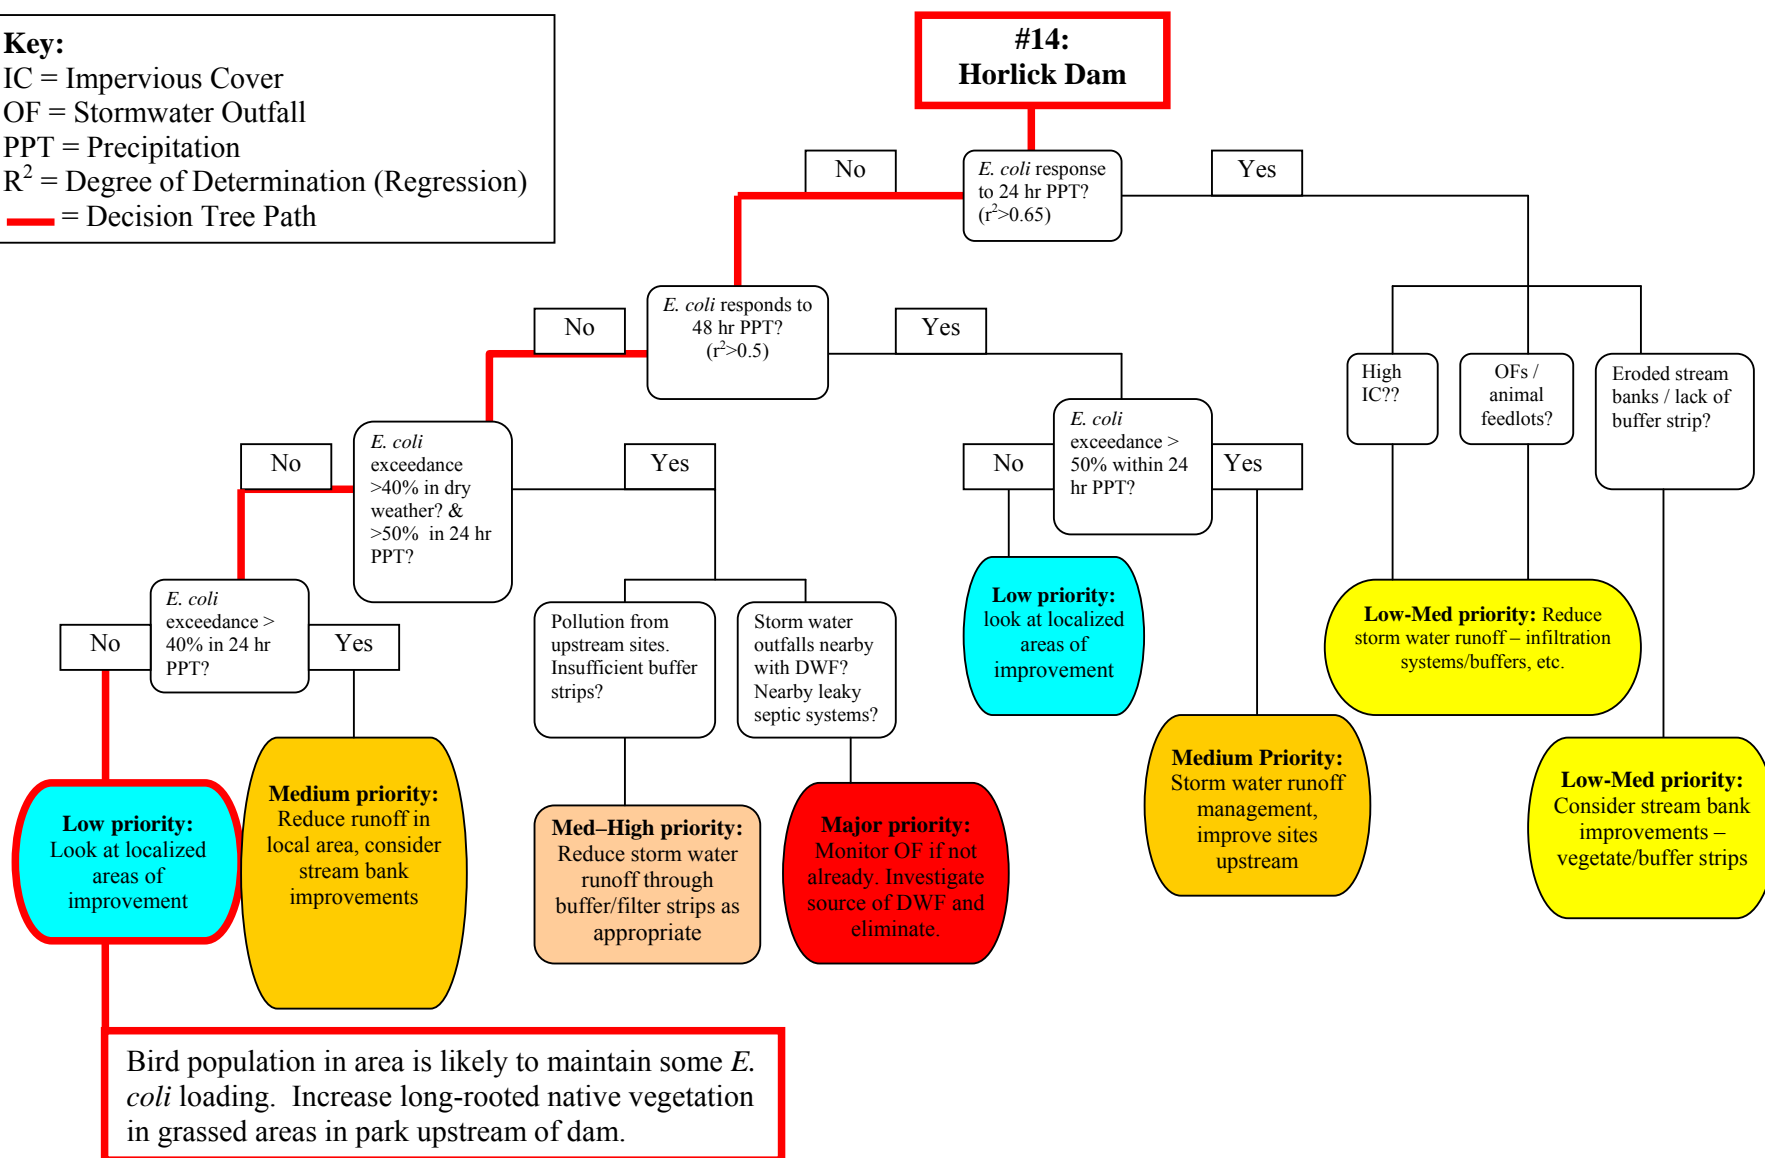 Key:
IC = Impervious Cover
OF = Stormwater Outfall
PPT = Precipitation
R² = Degree of Determination (Regression)
= Decision Tree Path
#14:
Horlick Dam
No
E. coli response
to 24 hr PPT?
(r²>0.65)
Yes
No
E. coli responds to
48 hr PPT?
(r²>0.5)
Yes
High
IC??
OFs /
animal
feedlots?
Eroded stream
banks / lack of
buffer strip?
No
E. coli
exceedance
>40% in dry
weather? &
>50% in 24 hr
PPT?
Yes
No
E. coli
exceedance >
50% within 24
hr PPT?
Yes
No
E. coli
exceedance >
40% in 24 hr
PPT?
Yes
Pollution from
upstream sites.
Insufficient buffer
strips?
Storm water
outfalls nearby
with DWF?
Nearby leaky
septic systems?
Low priority:
look at localized
areas of
improvement
Low-Med priority: Reduce
storm water runoff – infiltration
systems/buffers, etc.
Low priority:
Look at localized
areas of
improvement
Medium priority:
Reduce runoff in
local area, consider
stream bank
improvements
Med–High priority:
Reduce storm water
runoff through
buffer/filter strips as
appropriate
Major priority:
Monitor OF if not
already. Investigate
source of DWF and
eliminate.
Medium Priority:
Storm water runoff
management,
improve sites
upstream
Low-Med priority:
Consider stream bank
improvements –
vegetate/buffer strips
Bird population in area is likely to maintain some E.
coli loading. Increase long-rooted native vegetation
in grassed areas in park upstream of dam.